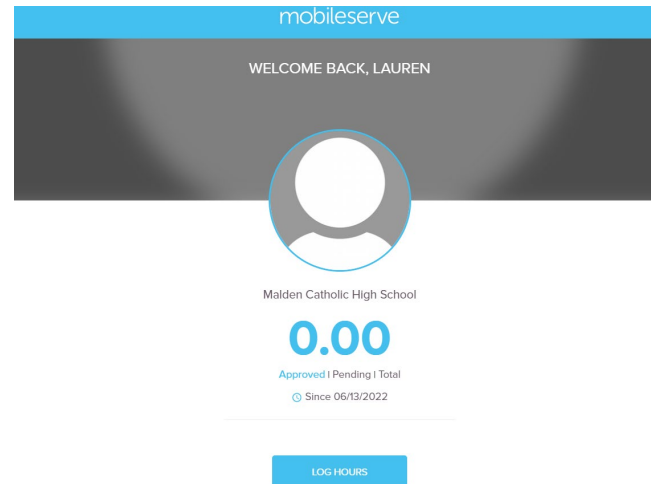 mobileserve
WELCOME BACK, LAUREN
Malden Catholic High School
0.00
Approved | Pending | Total
Since 06/13/2022
LOG HOURS